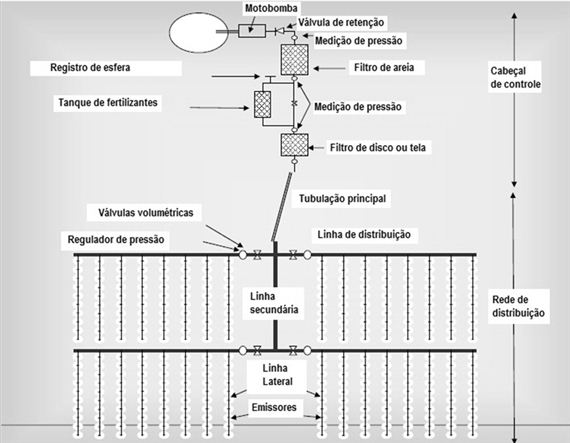 Motobomba
Válvula de retenção
Medição de pressão
Registro de esfera
Filtro de areia
Cabeçal
de controle
Tanque de fertilizantes
Medição de pressão
Filtro de disco ou tela
Tubulação principal
Válvulas volumétricas
Linha de distribuição
Regulador de pressão
Linha
secundária
Rede de
distribuição
Linha
Lateral
Emissores